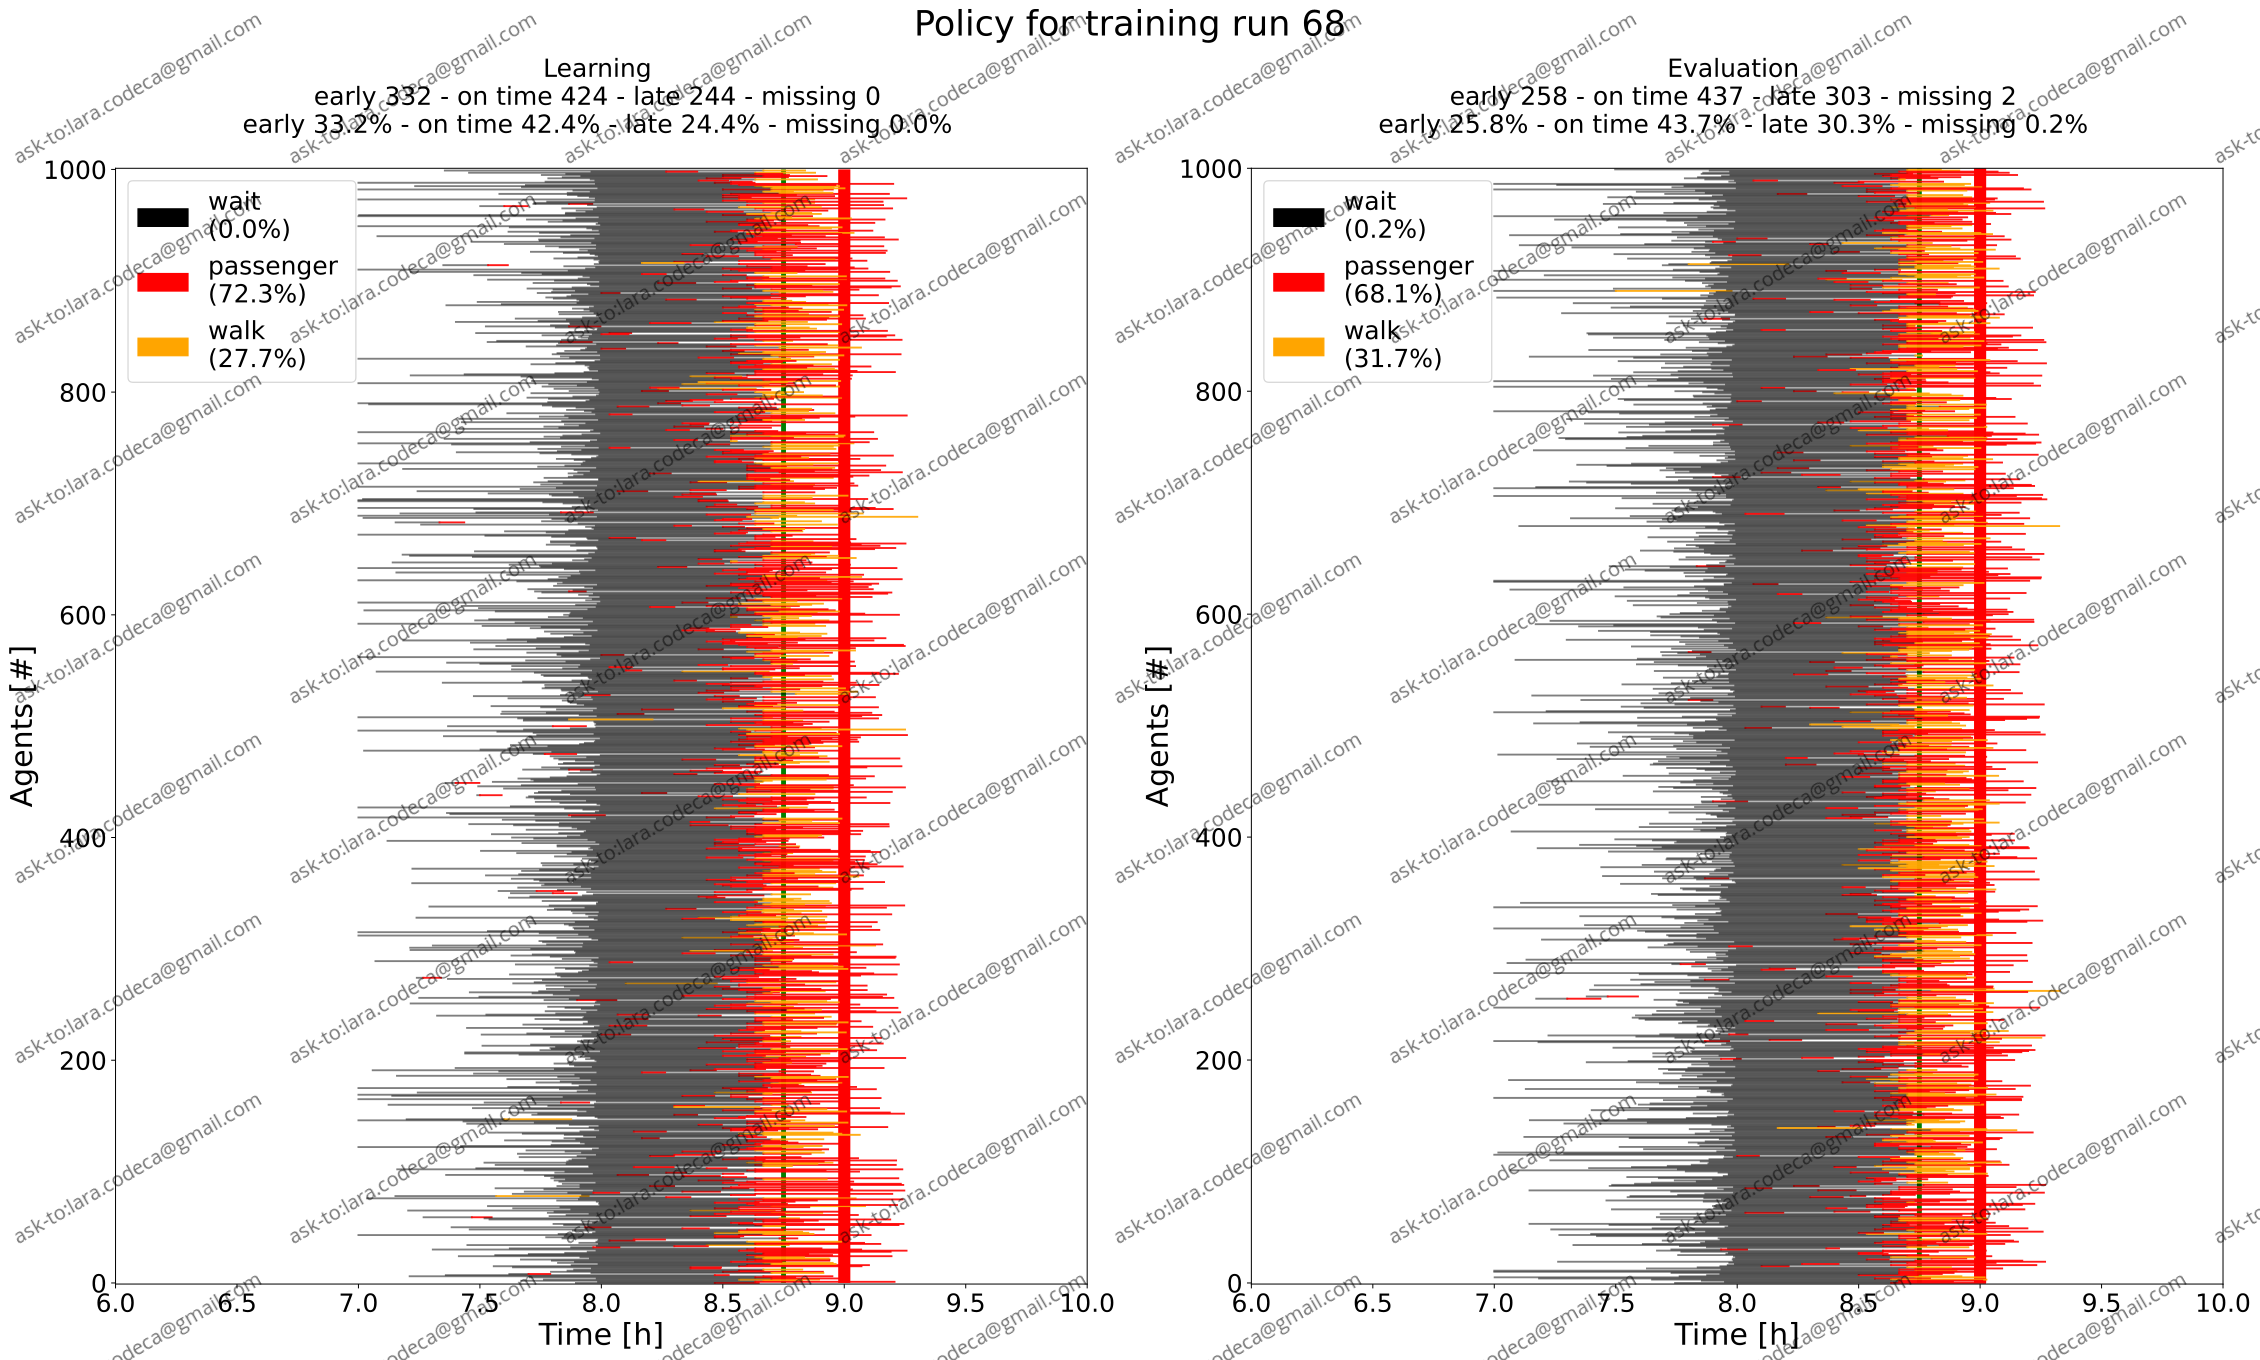 Policy for training run 68
Learning
early 332 - on time 424 - late 244 - missing 0
early 33.2% - on time 42.4% - late 24.4% - missing 0.0%
1000
800
600
400
200
0
Agents [#]
wait
(0.0%)
passenger
(72.3%)
walk
(27.7%)
6.0 6.5 7.0 7.5 8.0 8.5 9.0 9.5 10.0
Time [h]
Evaluation
early 258 - on time 437 - late 303 - missing 2
early 25.8% - on time 43.7% - late 30.3% - missing 0.2%
1000
800
600
400
200
0
Agents [#]
wait
(0.2%)
passenger
(68.1%)
walk
(31.7%)
6.0 6.5 7.0 7.5 8.0 8.5 9.0 9.5 10.0
Time [h]
ask-to:lara.codeca@gmail.com